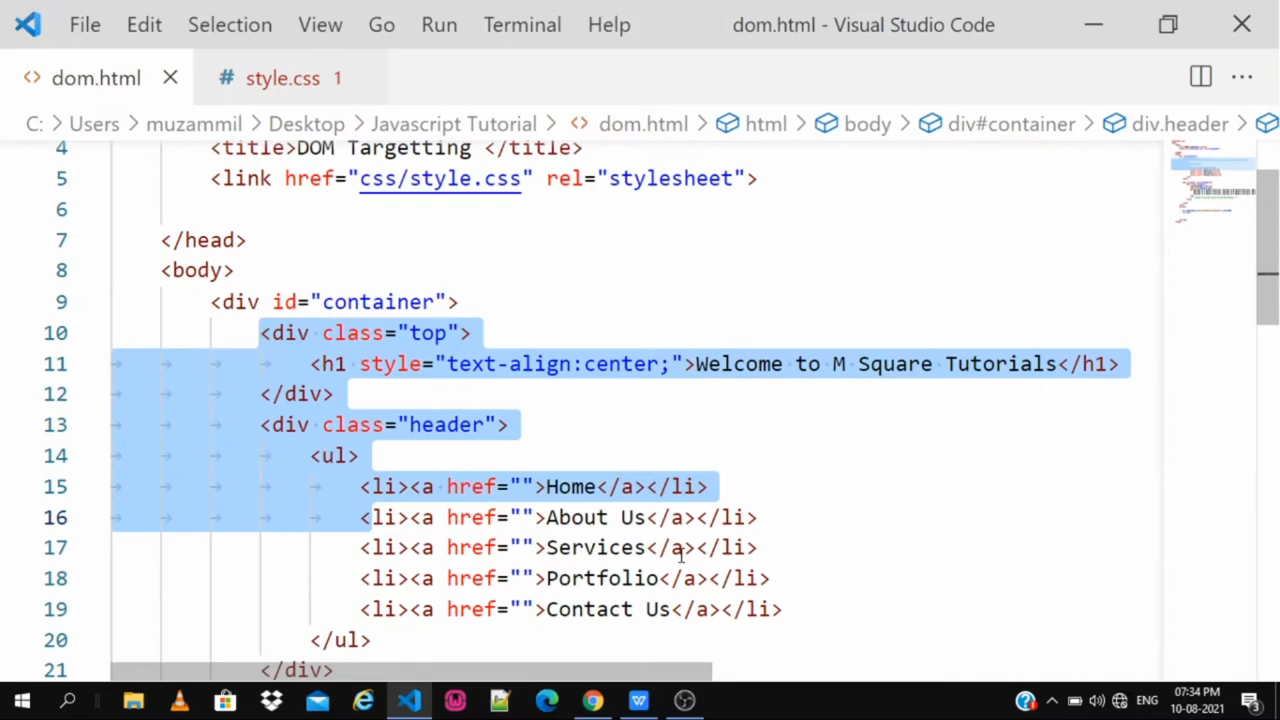 File Edit Selection View Go Run Terminal Help dom.html - Visual Studio Code
<> dom.html # style.css 1
C: > Users > muzammil > Desktop > Javascript Tutorial > <> dom.html > html > body > div#container > div.header >
4 <title>DOM Targetting </title>
5 <link href="css/style.css" rel="stylesheet">
6
7 </head>
8 <body>
9 <div id="container">
10 <div class="top">
11 <h1 style="text-align:center;">Welcome to M Square Tutorials</h1>
12 </div>
13 <div class="header">
14 <ul>
15 <li><a href="">Home</a></li>
16 <li><a href="">About Us</a></li>
17 <li><a href="">Services</a></li>
18 <li><a href="">Portfolio</a></li>
19 <li><a href="">Contact Us</a></li>
20 </ul>
21 </div>
ENG
07:34 PM
10-08-2021
3